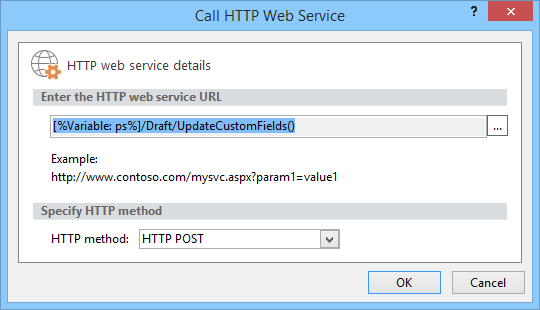 Call HTTP Web Service
?
HTTP web service details
Enter the HTTP web service URL
[%Variable: ps%]/Draft/UpdateCustomFields()
...
Example:
http://www.contoso.com/mysvc.aspx?param1=value1
Specify HTTP method
HTTP method: HTTP POST
OK Cancel